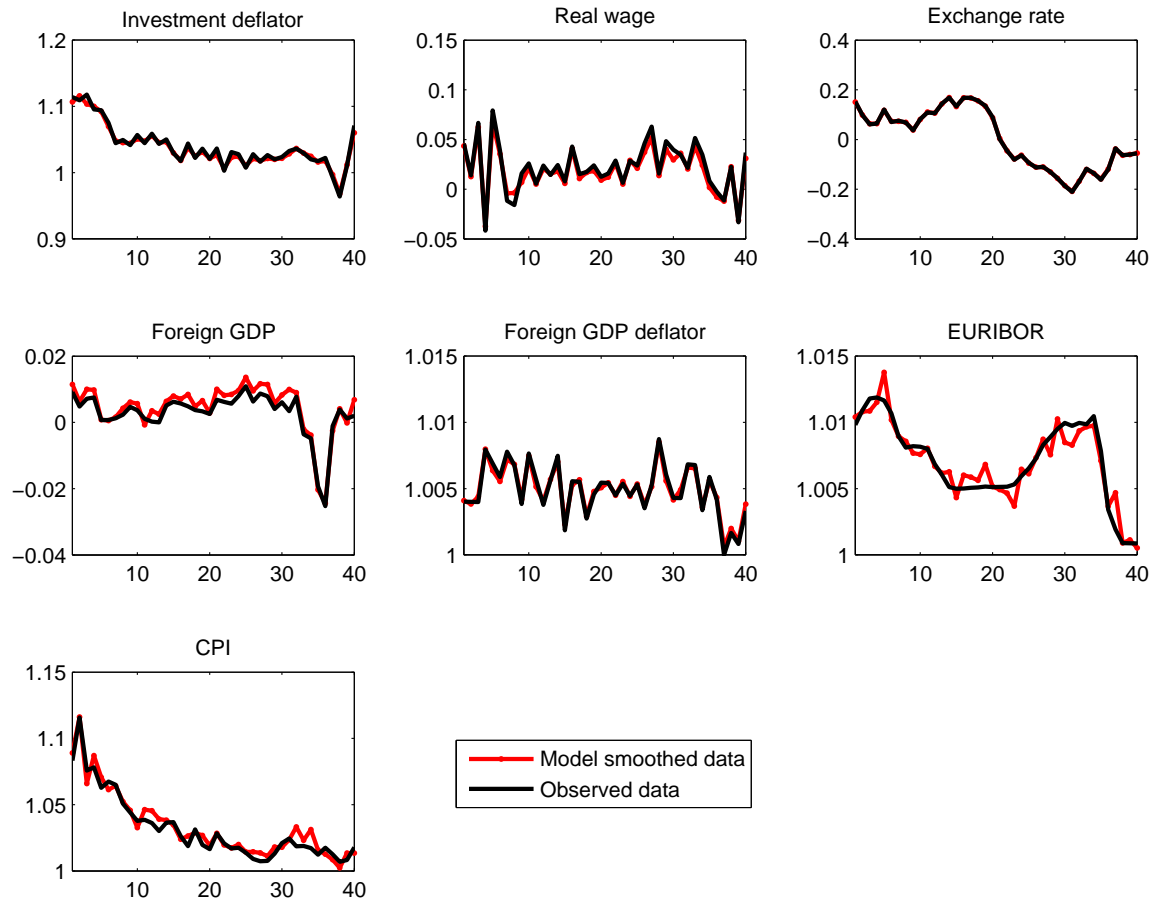 Investment deflator
1.2
1.1
1
0.9
10 20 30 40
Real wage
0.15
0.1
0.05
0
−0.05
10 20 30 40
Exchange rate
0.4
0.2
0
−0.2
−0.4
10 20 30 40
Foreign GDP
0.02
0
−0.02
−0.04
10 20 30 40
Foreign GDP deflator
1.015
1.01
1.005
1
10 20 30 40
EURIBOR
1.015
1.01
1.005
1
10 20 30 40
CPI
1.15
1.1
1.05
1
10 20 30 40
Model smoothed data
Observed data